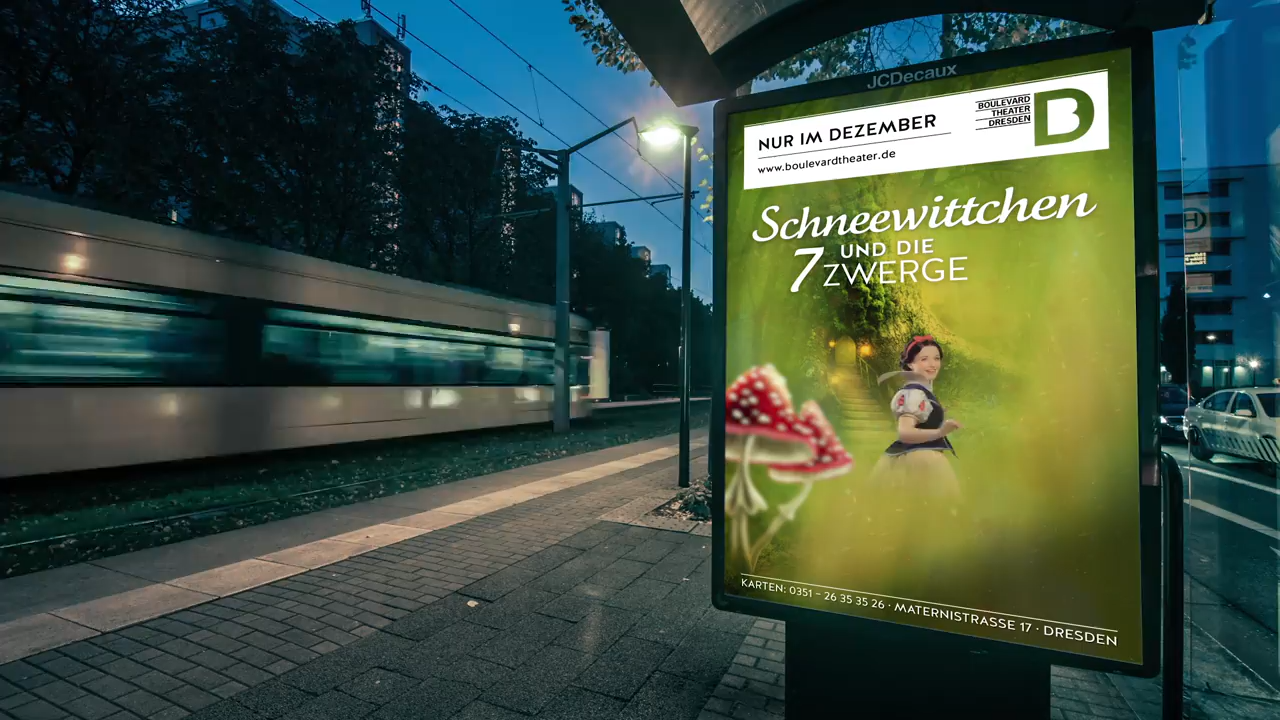 JCDecaux
NUR IM DEZEMBER
www.boulevardtheater.de
BOULEVARD
THEATER
DRESDEN
D
Schneewittchen
UND DIE
7 ZWERGE
KARTEN: 0351 – 26 35 35 26 · MATERNISTRASSE 17 · DRESDEN
H